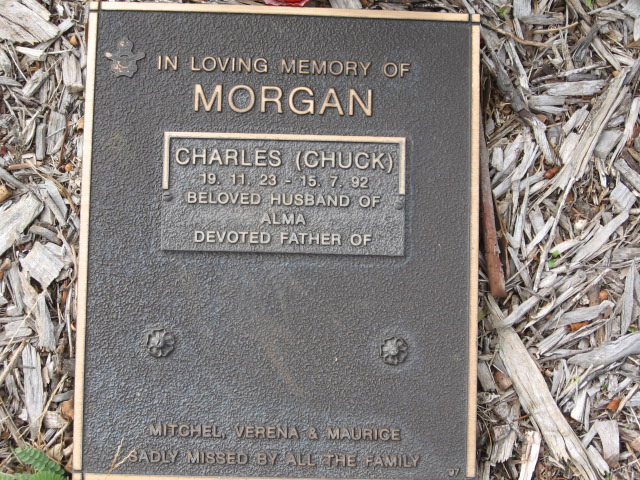 IN LOVING MEMORY OF
MORGAN
CHARLES (CHUCK)
19. 11. 23 - 15. 7. 92
BELOVED HUSBAND OF
ALMA
DEVOTED FATHER OF
MITCHEL, VERENA & MAURICE
SADLY MISSED BY ALL THE FAMILY